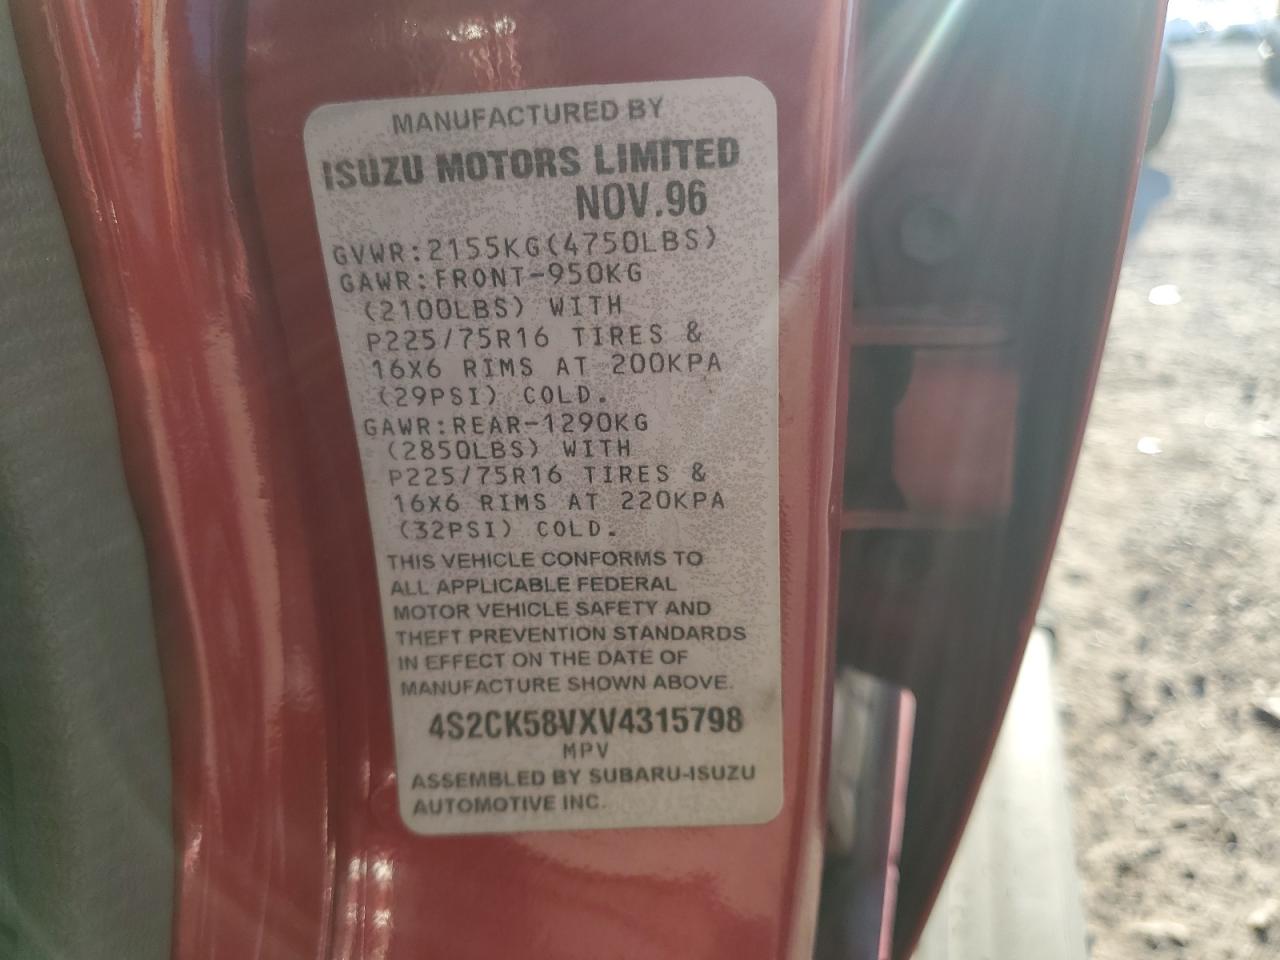 MANUFACTURED BY
ISUZU MOTORS LIMITED
NOV.96
GVWR:2155KG(4750LBS)
GAWR:FRONT-950KG
(2100LBS) WITH
P225/75R16 TIRES &
16X6 RIMS AT 200KPA
(29PSI) COLD.
GAWR:REAR-1290KG
(2850LBS) WITH
P225/75R16 TIRES &
16X6 RIMS AT 220KPA
(32PSI) COLD.
THIS VEHICLE CONFORMS TO
ALL APPLICABLE FEDERAL
MOTOR VEHICLE SAFETY AND
THEFT PREVENTION STANDARDS
IN EFFECT ON THE DATE OF
MANUFACTURE SHOWN ABOVE.
4S2CK58VXV4315798
MPV
ASSEMBLED BY SUBARU-ISUZU
AUTOMOTIVE INC.